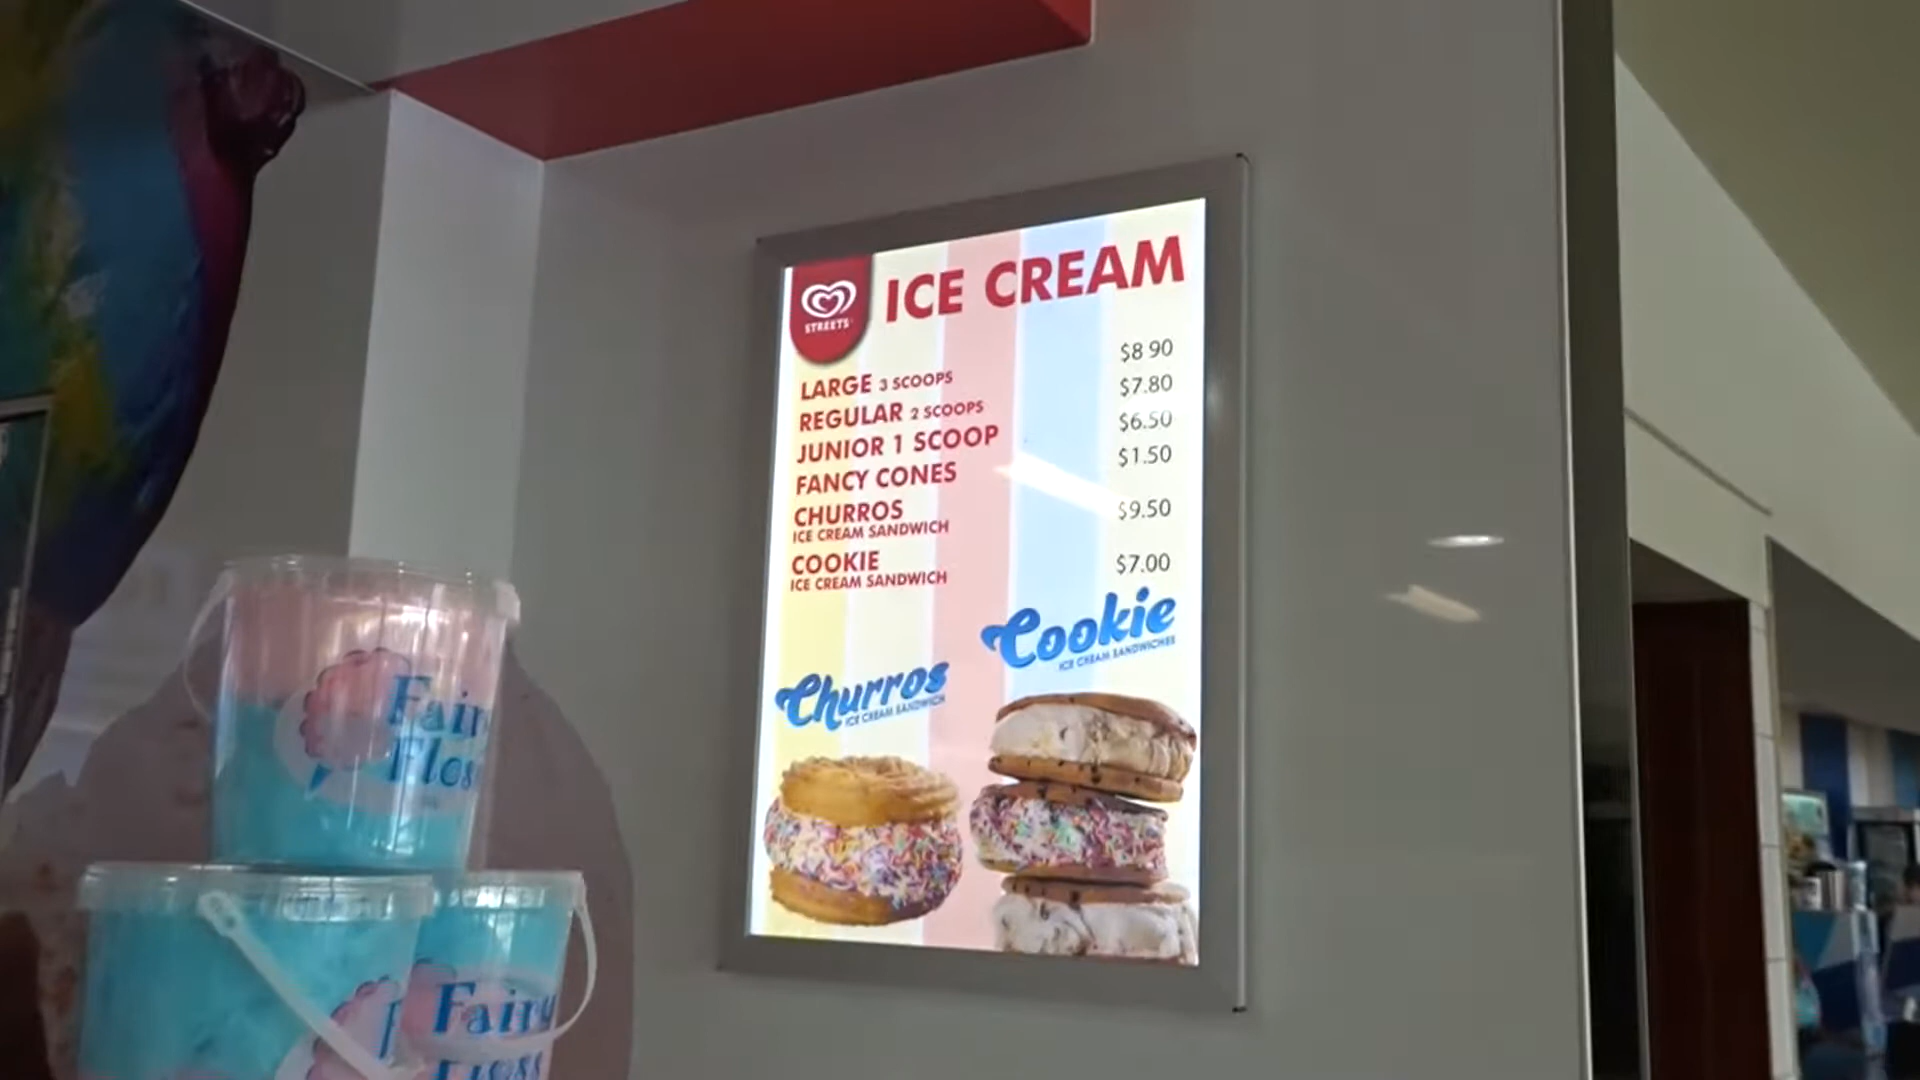 STREETS
ICE CREAM
LARGE 3 SCOOPS $8 90
REGULAR 2 SCOOPS $7.80
JUNIOR 1 SCOOP $6.50
FANCY CONES $1.50
CHURROS $9.50
ICE CREAM SANDWICH
COOKIE $7.00
ICE CREAM SANDWICH
Cookie
ICE CREAM SANDWICHES
Churros
ICE CREAM SANDWICH
Fairy
Floss
Fairy
Floss